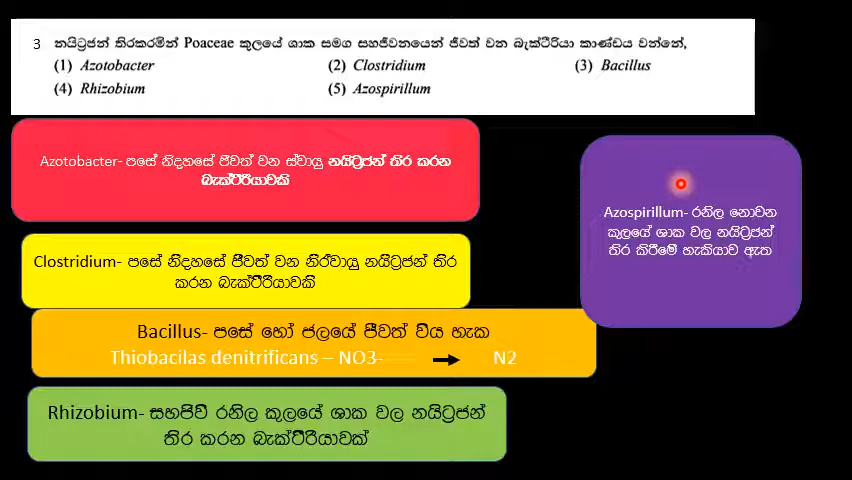 3 නයිට්‍රජන් තිරකරමින් Poaceae කුලයේ ශාක සමග සහජීවනයෙන් ජීවත් වන බැක්ටීරියා කාණ්ඩය වන්නේ,
(1) Azotobacter (2) Clostridium (3) Bacillus
(4) Rhizobium (5) Azospirillum
Azotobacter- පසේ නිදහසේ ජීවත් වන ස්වායු නයිට්‍රජන් තිර කරන
බැක්ටීරියාවකි
Azospirillum- රනිල නොවන
කුලයේ ශාක වල නයිට්‍රජන්
තිර කිරීමේ හැකියාව ඇත
Clostridium- පසේ නිදහසේ ජීවත් වන නිර්වායු නයිට්‍රජන් තිර
කරන බැක්ටීරියාවකි
Bacillus- පසේ හෝ ජලයේ ජීවත් විය හැක
Thiobacilas denitrificans – NO3- N2
Rhizobium- සහජිවී රනිල කුලයේ ශාක වල නයිට්‍රජන්
තිර කරන බැක්ටීරියාවක්